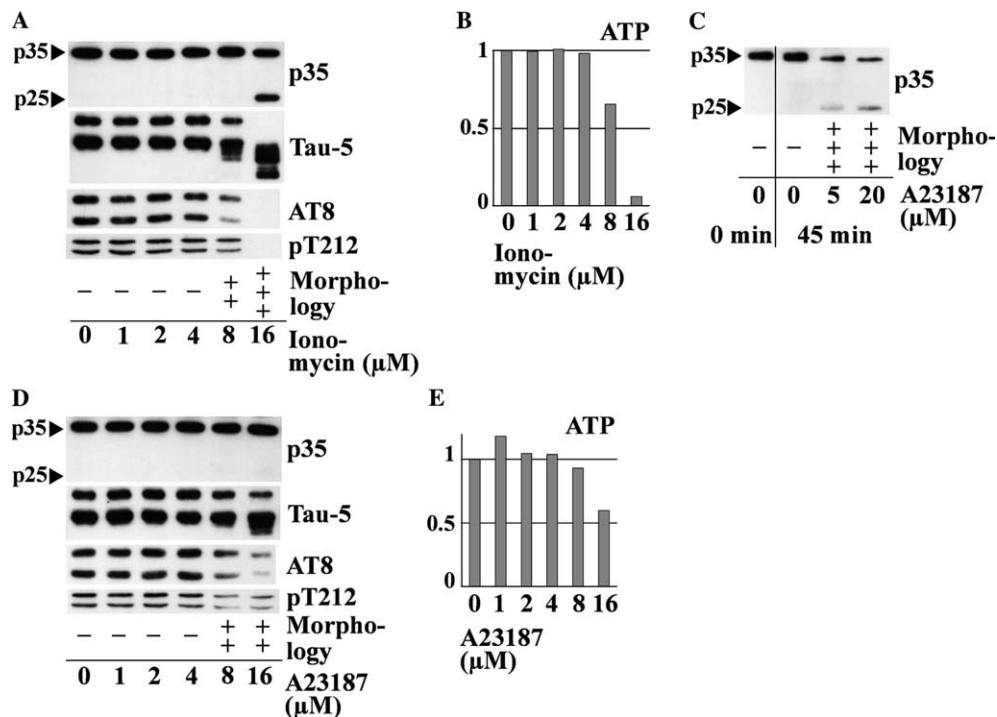 A
p35▶
p35
p25▶
Tau-5
AT8
pT212
– – – – ++ +++ Morpho-
logy
0 1 2 4 8 16 Iono-
mycin (µM)
B
ATP
1
0.5
0
0 1 2 4 8 16
Iono-
mycin (µM)
C
p35▶
p35
p25▶
– – +++ +++ Morpho-
logy
0 0 5 20 A23187
(µM)
0 min 45 min
D
p35▶
p35
p25▶
Tau-5
AT8
pT212
– – – – ++ ++ Morpho-
logy
0 1 2 4 8 16 A23187
(µM)
E
ATP
1
0.5
0
0 1 2 4 8 16
A23187
(µM)